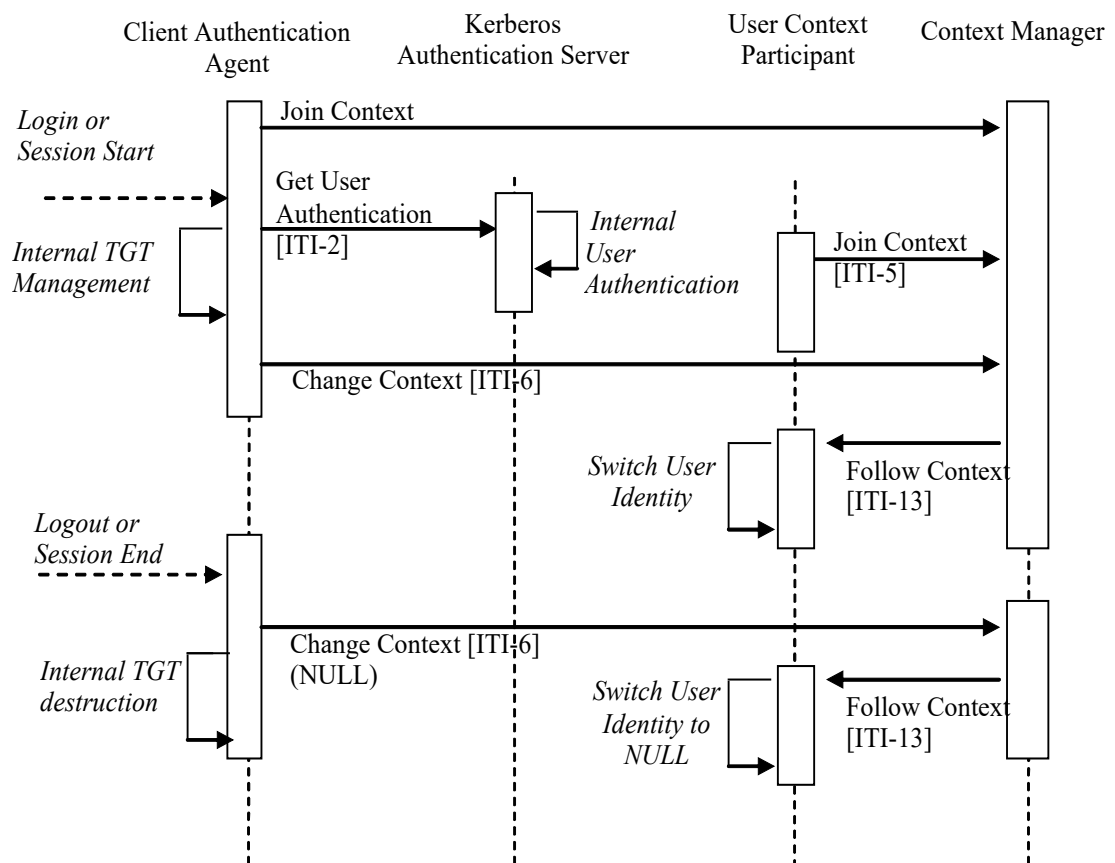 Client Authentication
Agent
Kerberos
Authentication Server
User Context
Participant
Context Manager
Login or
Session Start
Join Context
Get User
Authentication
[ITI-2]
Internal
User
Authentication
Join Context
[ITI-5]
Internal TGT
Management
Change Context [ITI-6]
Switch User
Identity
Follow Context
[ITI-13]
Logout or
Session End
Change Context [ITI-6]
(NULL)
Internal TGT
destruction
Switch User
Identity to
NULL
Follow Context
[ITI-13]